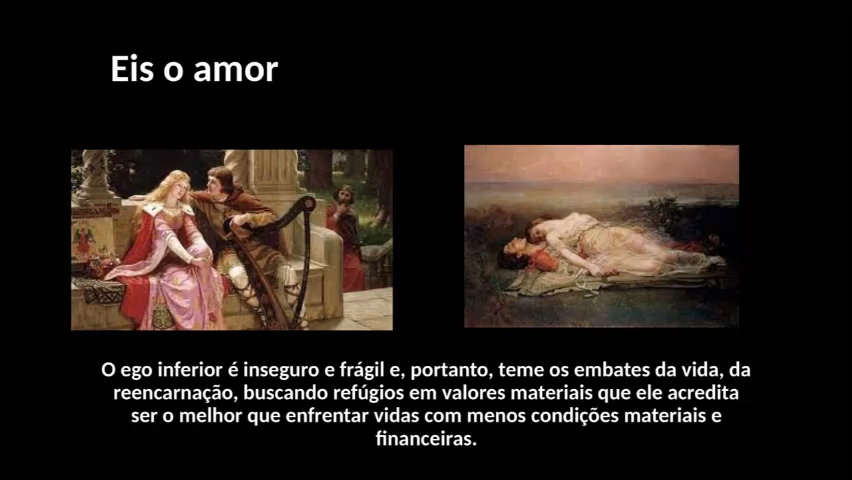 Eis o amor
O ego inferior é inseguro e frágil e, portanto, teme os embates da vida, da
reencarnação, buscando refúgios em valores materiais que ele acredita
ser o melhor que enfrentar vidas com menos condições materiais e
financeiras.